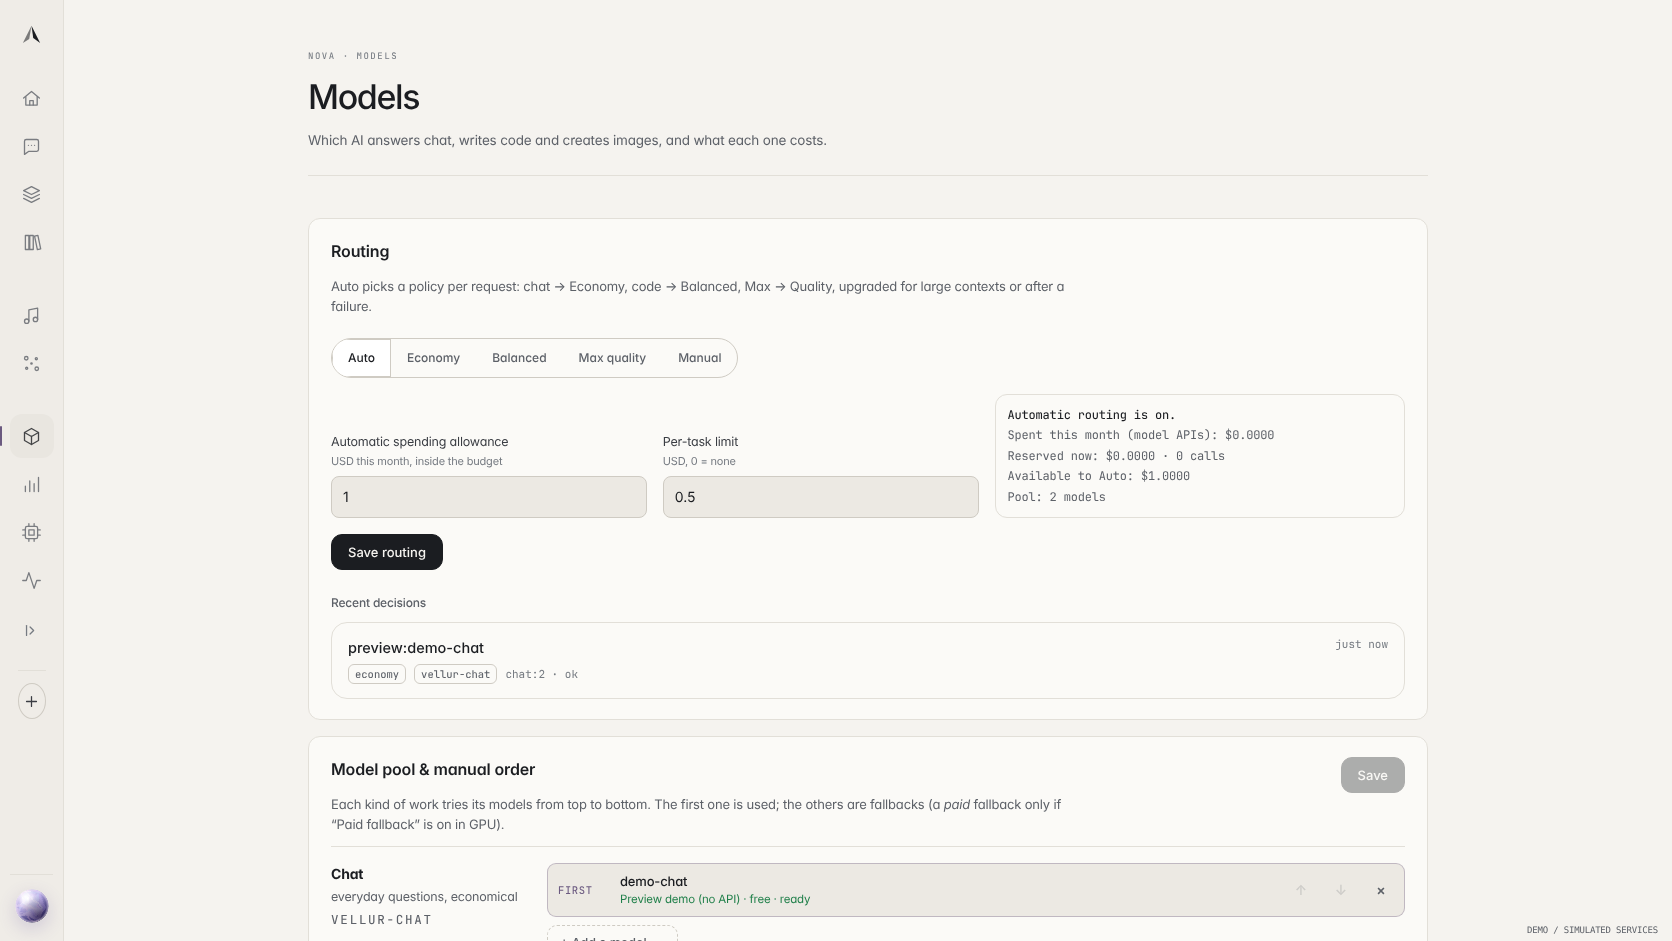 NOVA · MODELS
Models
Which AI answers chat, writes code and creates images, and what each one costs.
Routing
Auto picks a policy per request: chat → Economy, code → Balanced, Max → Quality, upgraded for large contexts or after a
failure.
Auto Economy Balanced Max quality Manual
Automatic spending allowance
USD this month, inside the budget
1
Per-task limit
USD, 0 = none
0.5
Automatic routing is on.
Spent this month (model APIs): $0.0000
Reserved now: $0.0000 · 0 calls
Available to Auto: $1.0000
Pool: 2 models
Save routing
Recent decisions
preview:demo-chat
just now
economy vellur-chat chat:2 · ok
Model pool & manual order
Save
Each kind of work tries its models from top to bottom. The first one is used; the others are fallbacks (a paid fallback only if
“Paid fallback” is on in GPU).
Chat
everyday questions, economical
VELLUR-CHAT
FIRST
demo-chat
Preview demo (no API) · free · ready
+ Add a model
DEMO / SIMULATED SERVICES